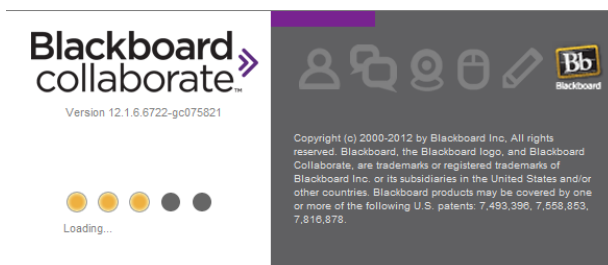 Blackboard
collaborate™
Version 12.1.6.6722-gc075821
Loading...
Bb
Blackboard
Copyright (c) 2000-2012 by Blackboard Inc, All rights
reserved. Blackboard, the Blackboard logo, and Blackboard
Collaborate, are trademarks or registered trademarks of
Blackboard Inc. or its subsidiaries in the United States and/or
other countries. Blackboard products may be covered by one
or more of the following U.S. patents: 7,493,396, 7,558,853,
7,816,878.